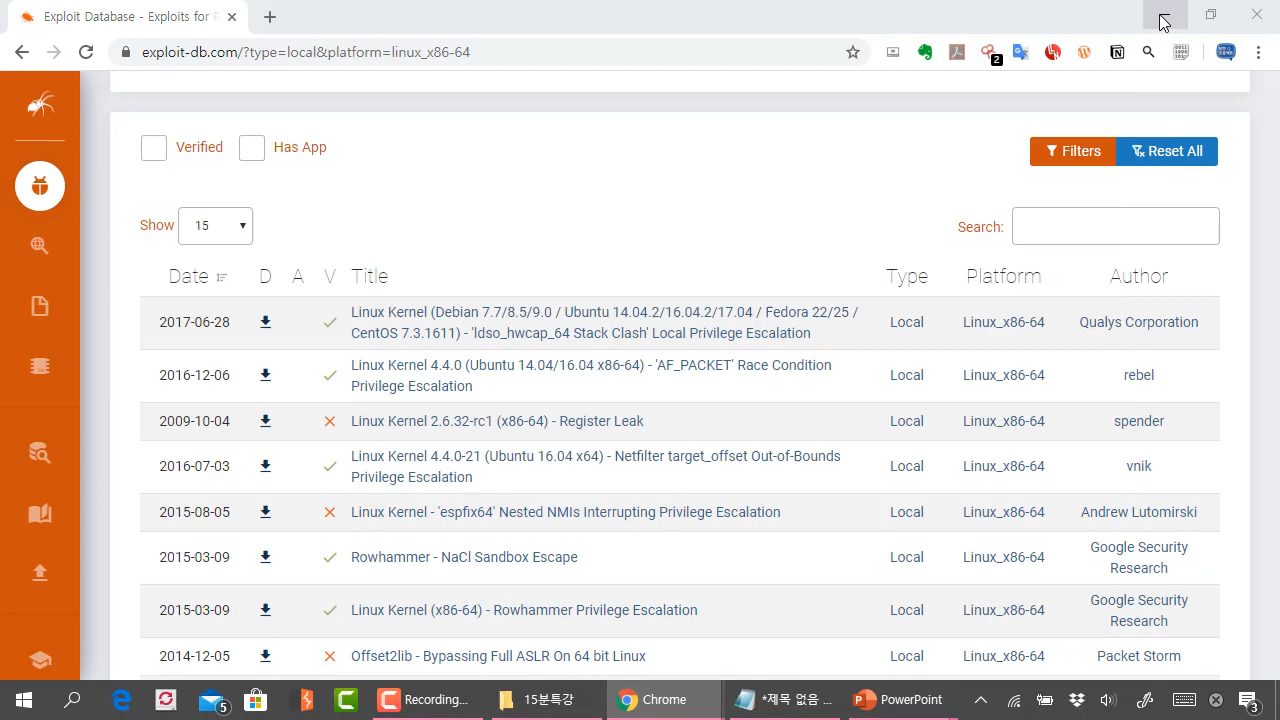 Exploit Database - Exploits for P
exploit-db.com/?type=local&platform=linux_x86-64
2
Verified
Has App
Filters
Reset All
Show 15
Search:
Date D A V Title Type Platform Author
2017-06-28 Linux Kernel (Debian 7.7/8.5/9.0 / Ubuntu 14.04.2/16.04.2/17.04 / Fedora 22/25 / Local Linux_x86-64 Qualys Corporation
CentOS 7.3.1611) - 'ldso_hwcap_64 Stack Clash' Local Privilege Escalation
2016-12-06 Linux Kernel 4.4.0 (Ubuntu 14.04/16.04 x86-64) - 'AF_PACKET' Race Condition Local Linux_x86-64 rebel
Privilege Escalation
2009-10-04 Linux Kernel 2.6.32-rc1 (x86-64) - Register Leak Local Linux_x86-64 spender
2016-07-03 Linux Kernel 4.4.0-21 (Ubuntu 16.04 x64) - Netfilter target_offset Out-of-Bounds Local Linux_x86-64 vnik
Privilege Escalation
2015-08-05 Linux Kernel - 'espfix64' Nested NMIs Interrupting Privilege Escalation Local Linux_x86-64 Andrew Lutomirski
2015-03-09 Rowhammer - NaCl Sandbox Escape Local Linux_x86-64 Google Security
Research
2015-03-09 Linux Kernel (x86-64) - Rowhammer Privilege Escalation Local Linux_x86-64 Google Security
Research
2014-12-05 Offset2lib - Bypassing Full ASLR On 64 bit Linux Local Linux_x86-64 Packet Storm
5
Recording...
15분특강
Chrome
*제목 없음 ...
PowerPoint
3